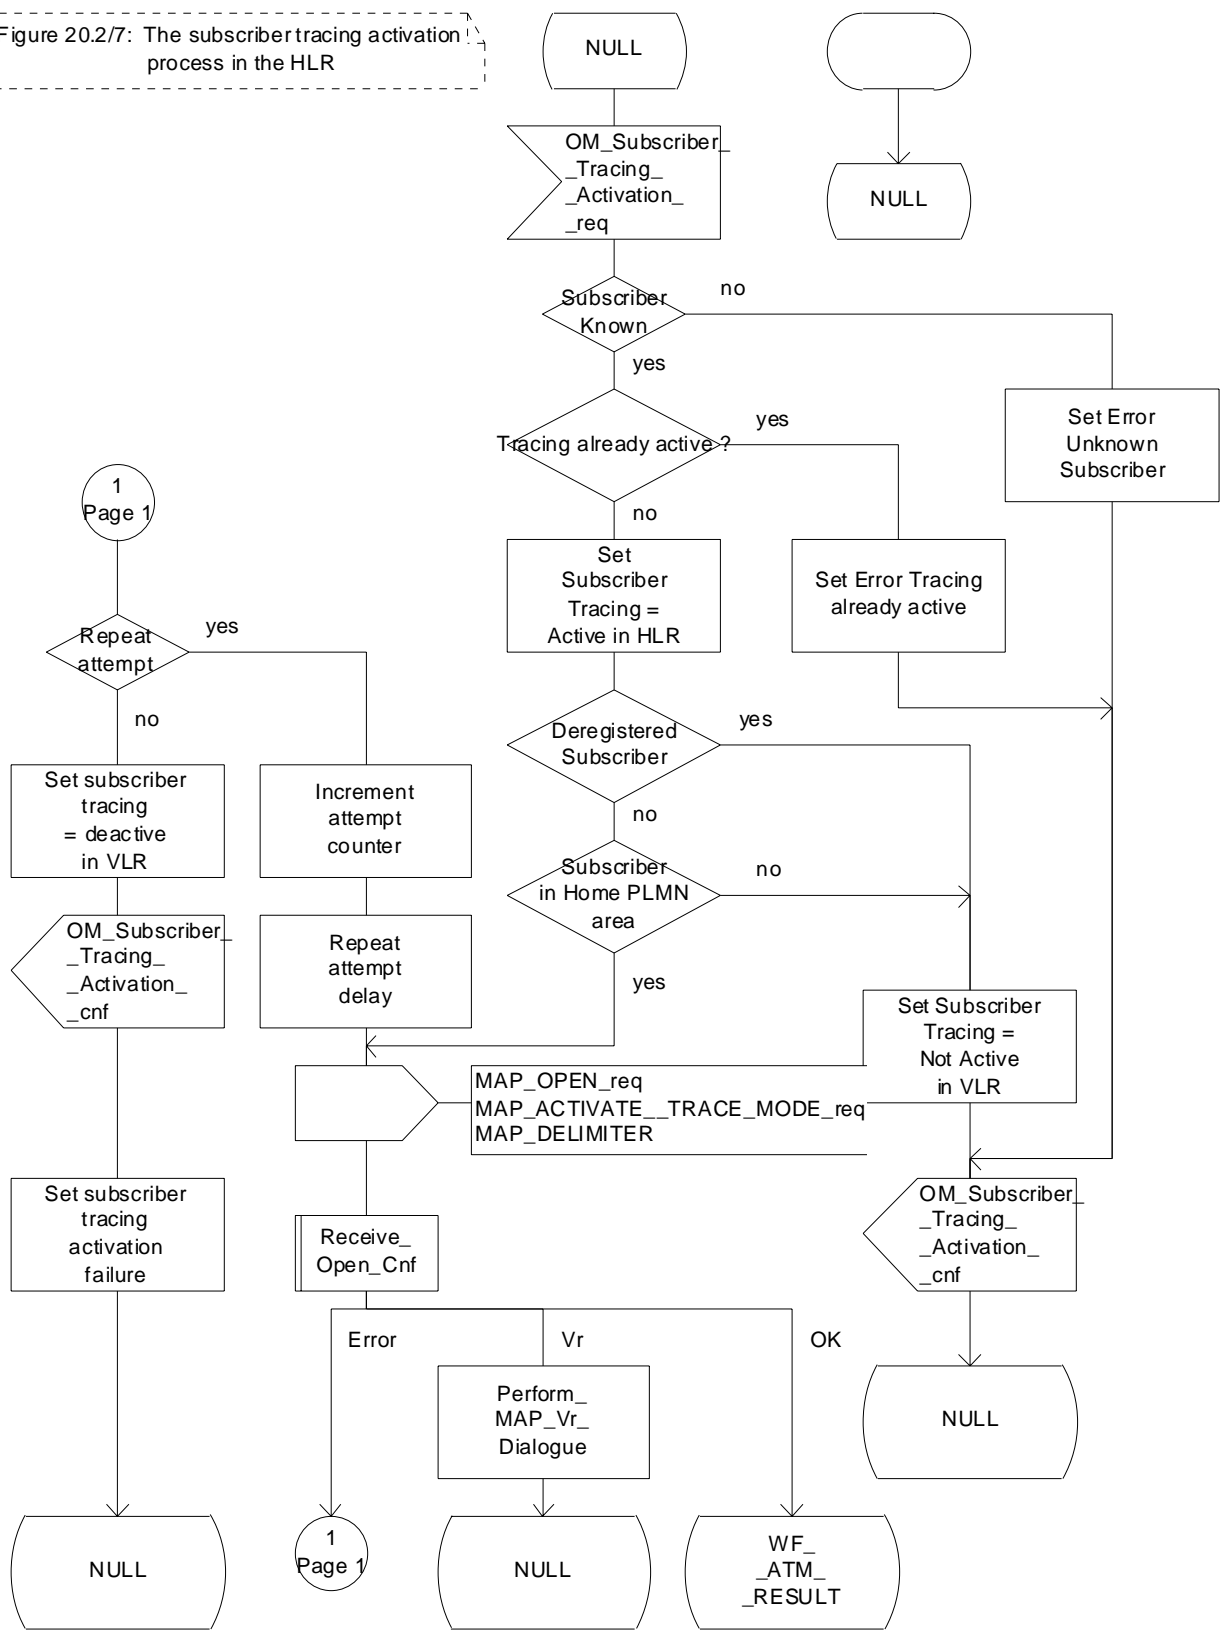 Figure 20.2/7: The subscriber tracing activation
process in the HLR
NULL
OM_Subscriber_
_Tracing_
_Activation_
_req
NULL
Subscriber
Known
no
yes
Tracing already active ?
yes
no
Set Error
Unknown
Subscriber
1
Page 1
Set
Subscriber
Tracing =
Active in HLR
Set Error Tracing
already active
Repeat
attempt
yes
no
Deregistered
Subscriber
yes
no
Set subscriber
tracing
= deactive
in VLR
Increment
attempt
counter
Subscriber
in Home PLMN
area
no
yes
OM_Subscriber_
_Tracing_
_Activation_
_cnf
Repeat
attempt
delay
Set Subscriber
Tracing =
Not Active
in VLR
MAP_OPEN_req
MAP_ACTIVATE__TRACE_MODE_req
MAP_DELIMITER
Set subscriber
tracing
activation
failure
Receive_
Open_Cnf
OM_Subscriber_
_Tracing_
_Activation_
_cnf
Error
Vr
OK
Perform_
MAP_Vr_
Dialogue
NULL
NULL
1
Page 1
NULL
WF_
_ATM_
_RESULT